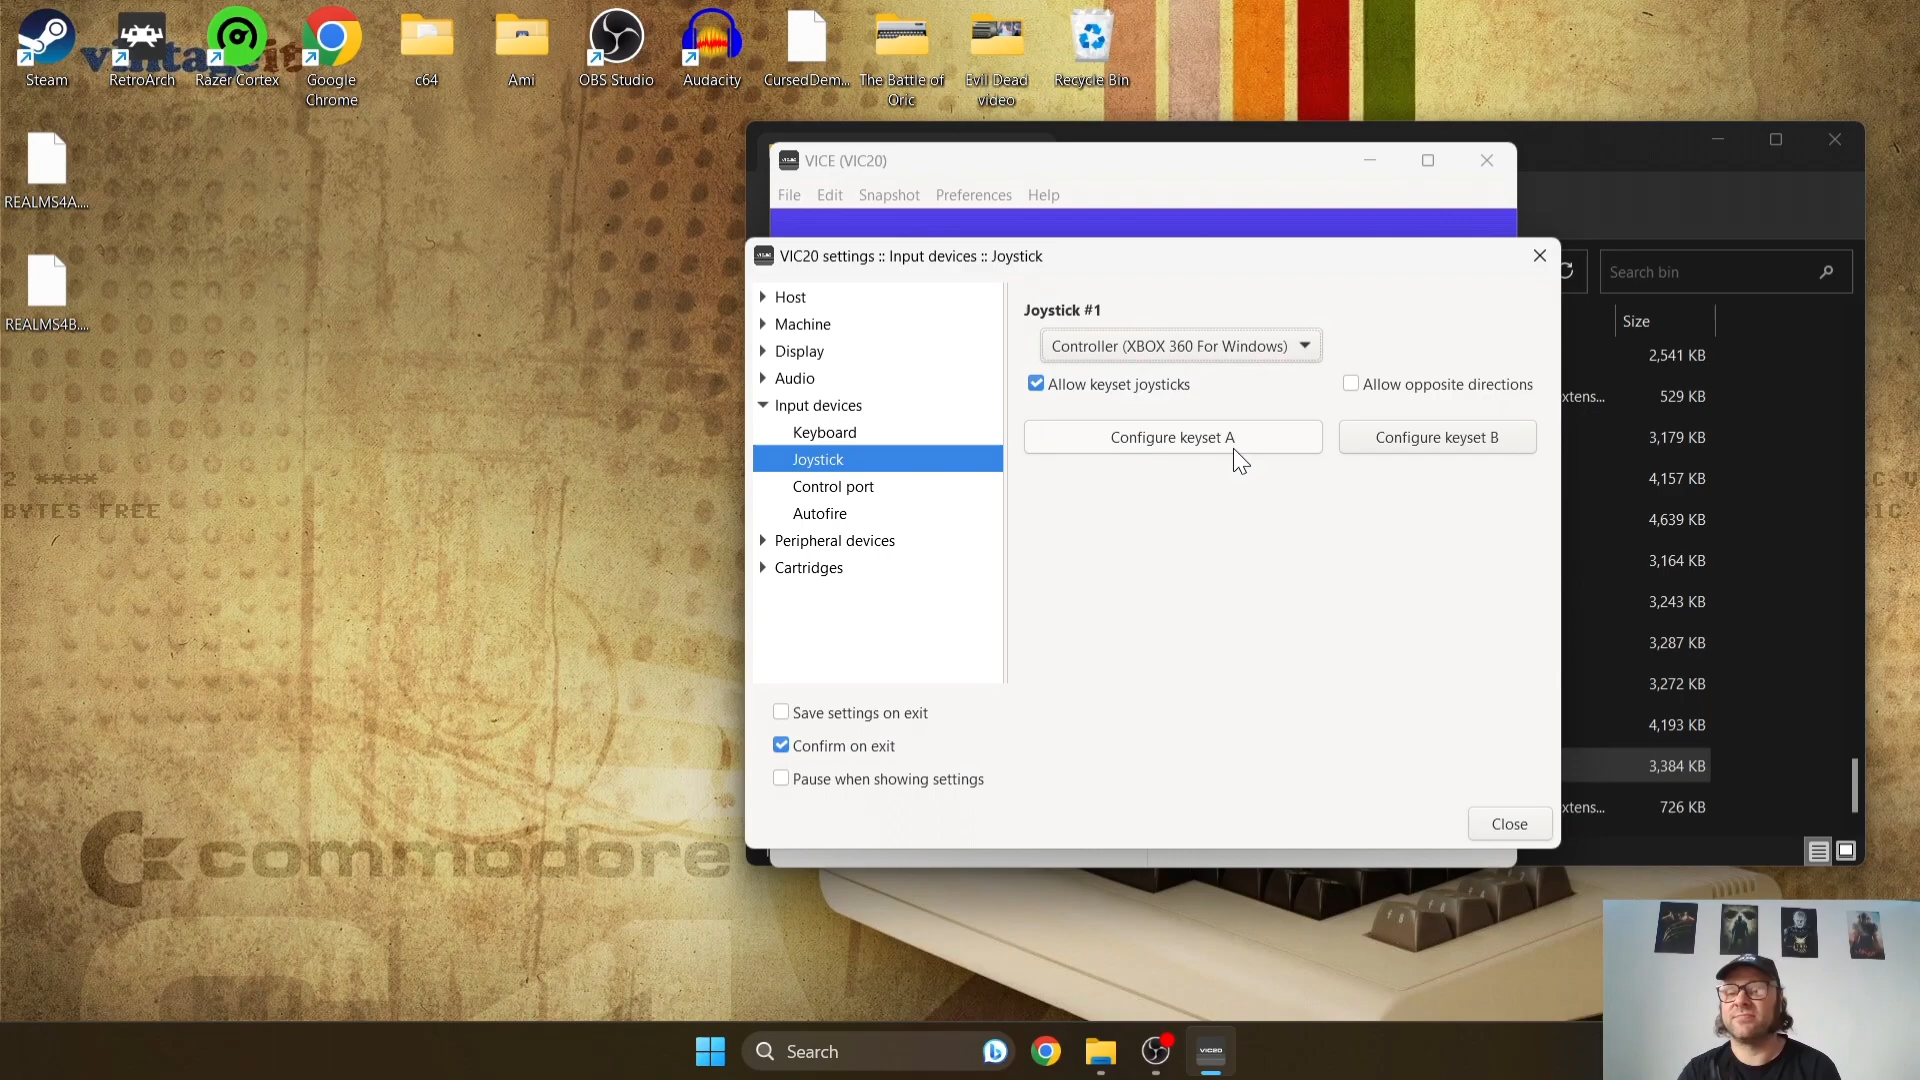 Steam
RetroArch
Razer Cortex
Google
Chrome
c64
Ami
OBS Studio
Audacity
CursedDem...
The Battle of
Oric
Evil Dead
video
Recycle Bin
REALMS4A....
REALMS4B....
VICE (VIC20)
File Edit Snapshot Preferences Help
VIC20 settings :: Input devices :: Joystick
Host
Machine
Display
Audio
Input devices
Keyboard
Joystick
Control port
Autofire
Peripheral devices
Cartridges
Joystick #1
Controller (XBOX 360 For Windows)
Allow keyset joysticks
Allow opposite directions
Configure keyset A
Configure keyset B
Save settings on exit
Confirm on exit
Pause when showing settings
Close
Search bin
Size
2,541 KB
xtens... 529 KB
3,179 KB
4,157 KB
4,639 KB
3,164 KB
3,243 KB
3,287 KB
3,272 KB
4,193 KB
3,384 KB
xtens... 726 KB
2 ****
BYTES FREE
commodore
f 8
Search
VIC20